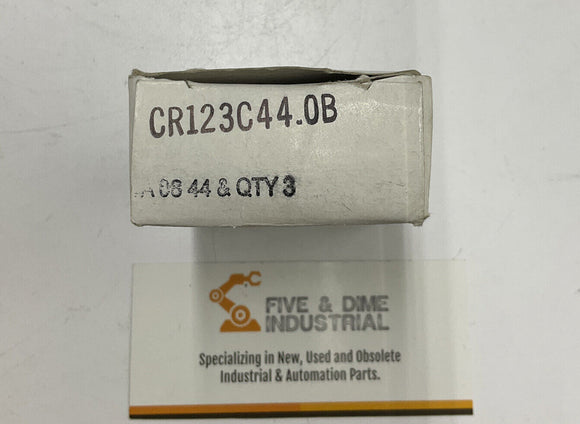 CR123C44.0B
A 08 44 & QTY 3
FIVE & DIME
INDUSTRIAL
Specializing in New, Used and Obsolete
Industrial & Automation Parts.